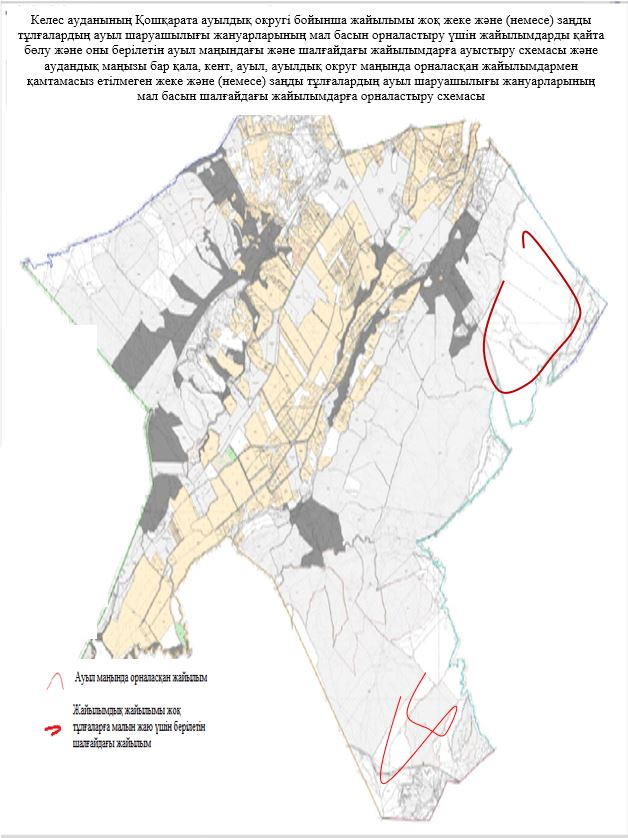 Келес ауданының Қошқарата ауылдық округі бойынша жайылымы жоқ жеке және (немесе) заңды
тұлғалардың ауыл шаруашылығы жануарларының мал басын орналастыру үшін жайылымдарды қайта
бөлу және оны берілетін ауыл маңындағы және шалғайдағы жайылымдарға ауыстыру схемасы және
аудандық маңызы бар қала, кент, ауыл, ауылдық округ маңында орналасқан жайылымдармен
қамтамасыз етілмеген жеке және (немесе) заңды тұлғалардың ауыл шаруашылығы жануарларының
мал басын шалғайдағы жайылымдарға орналастыру схемасы
Ауыл маңында орналасқан жайылым
Жайылымдық жайылымы жоқ
тұлғаларға малын жаю үшін берілетін
шалғайдағы жайылым